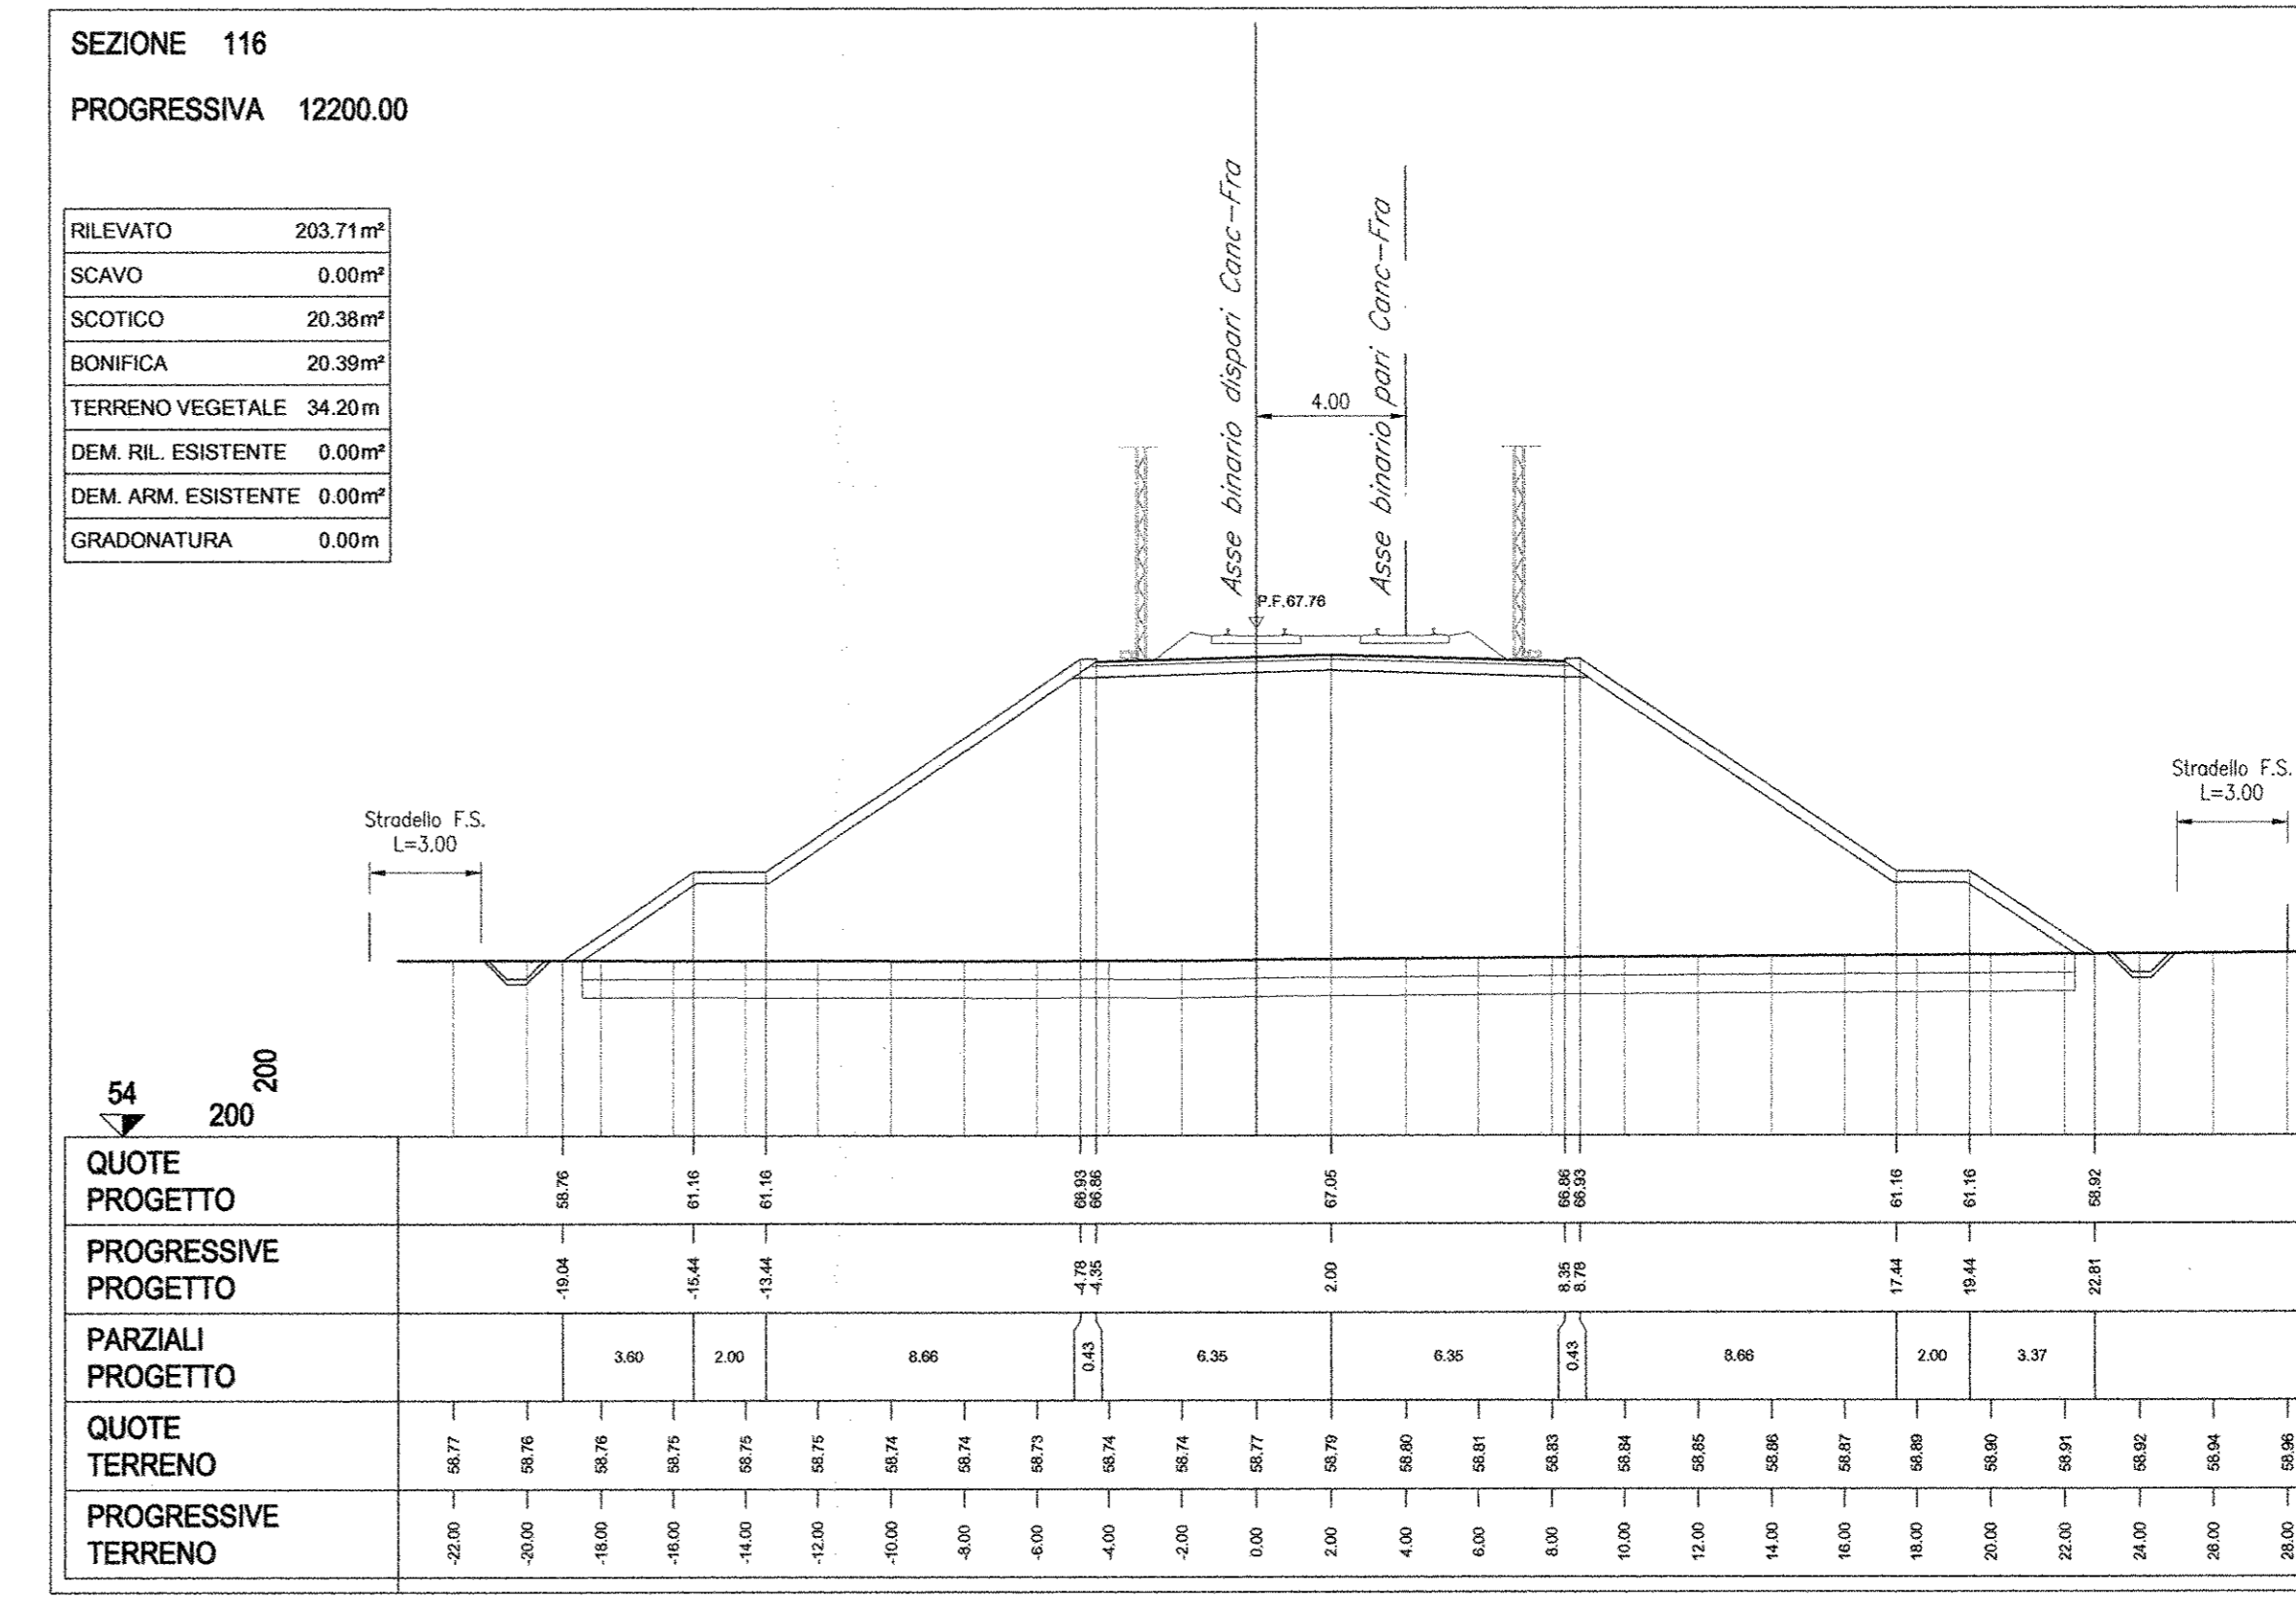 SEZIONE 116
PROGRESSIVA 12200.00
RILEVATO 203.71m²
SCAVO 0.00m²
SCOTICO 20.38m²
BONIFICA 20.39m²
TERRENO VEGETALE 34.20m
DEM. RIL. ESISTENTE 0.00m²
DEM. ARM. ESISTENTE 0.00m²
GRADONATURA 0.00m
Asse binario dispari Canc-Fra
Asse binario pari Canc-Fra
4.00
P.F.67.76
Stradello F.S.
L=3.00
Stradello F.S.
L=3.00
54
200
200
QUOTE
PROGETTO
58.76 61.16 61.16 66.93 66.86 67.05 66.86 66.93 61.16 61.16 58.92
PROGRESSIVE
PROGETTO
-19.04 -15.44 -13.44 -4.78 -4.35 2.00 8.35 8.78 17.44 19.44 22.81
PARZIALI
PROGETTO
3.60 2.00 8.66 0.43 6.35 6.35 0.43 8.66 2.00 3.37
QUOTE
TERRENO
58.77 58.76 58.76 58.75 58.75 58.75 58.74 58.74 58.73 58.74 58.74 58.77 58.79 58.80 58.81 58.83 58.84 58.85 58.86 58.87 58.89 58.90 58.91 58.92 58.94 58.96
PROGRESSIVE
TERRENO
-22.00 -20.00 -18.00 -16.00 -14.00 -12.00 -10.00 -8.00 -6.00 -4.00 -2.00 0.00 2.00 4.00 6.00 8.00 10.00 12.00 14.00 16.00 18.00 20.00 22.00 24.00 26.00 28.00